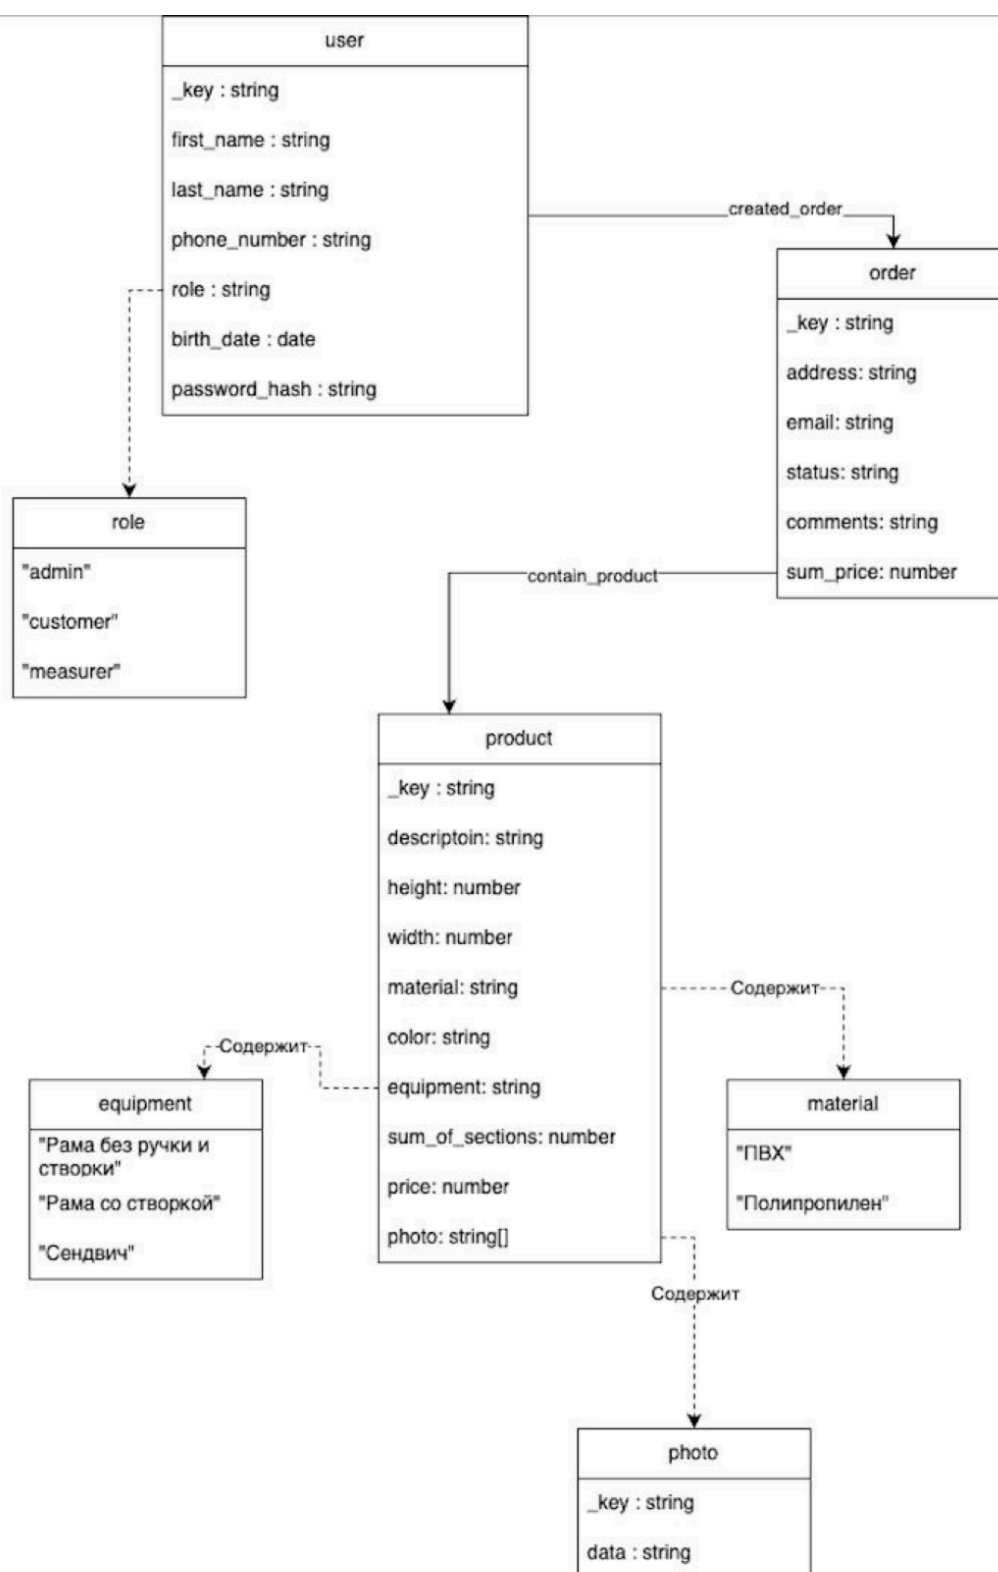 user
_key : string
first_name : string
last_name : string
phone_number : string
role : string
birth_date : date
password_hash : string
created_order
order
_key : string
address: string
email: string
status: string
comments: string
sum_price: number
role
"admin"
"customer"
"measurer"
contain_product
product
_key : string
descriptoin: string
height: number
width: number
material: string
color: string
equipment: string
sum_of_sections: number
price: number
photo: string[]
Содержит
equipment
"Рама без ручки и
створки"
"Рама со створкой"
"Сендвич"
Содержит
material
"ПВХ"
"Полипропилен"
Содержит
photo
_key : string
data : string